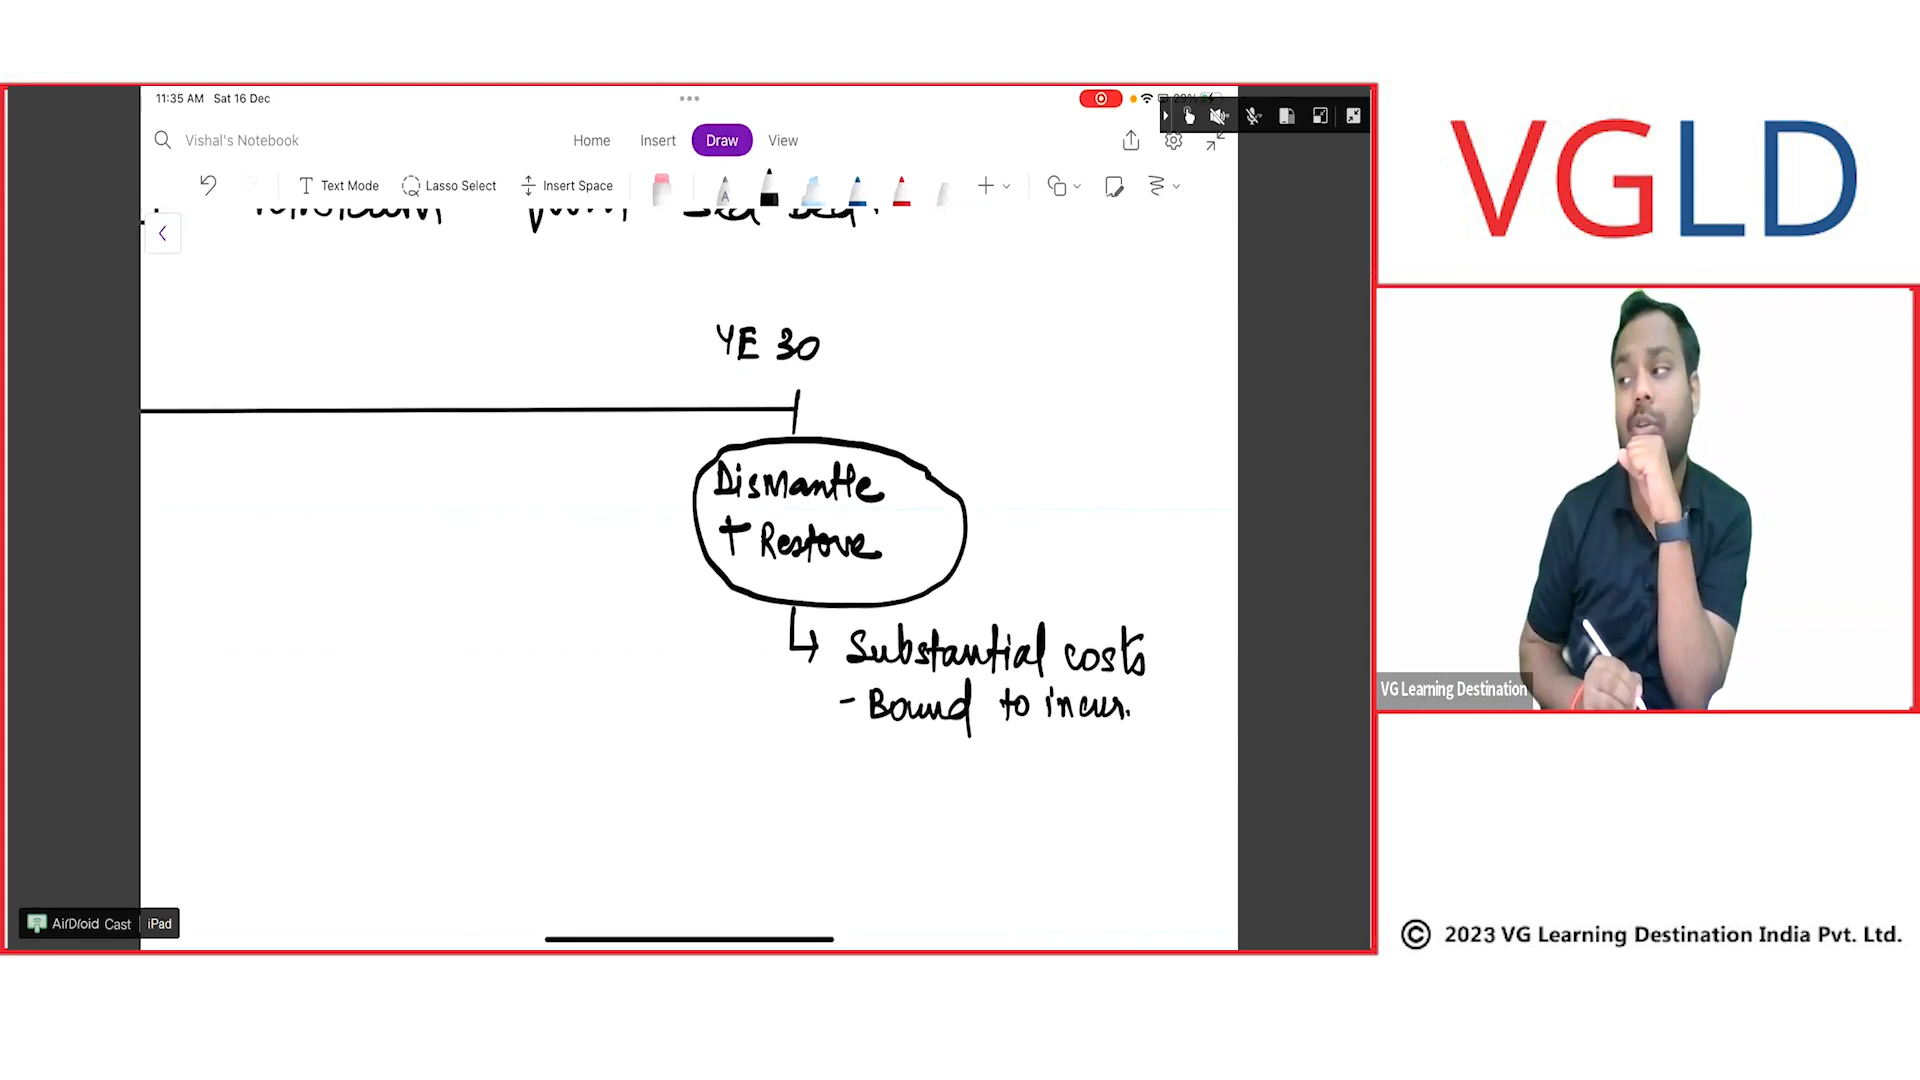 11:35 AM Sat 16 Dec
29%
Vishal's Notebook
Home Insert Draw View
Text Mode Lasso Select Insert Space
A
YE 30
Dismantle
+ Restore
↳ Substantial costs
- Bound to incur.
AirDroid Cast iPad
VGLD
VG Learning Destination
© 2023 VG Learning Destination India Pvt. Ltd.